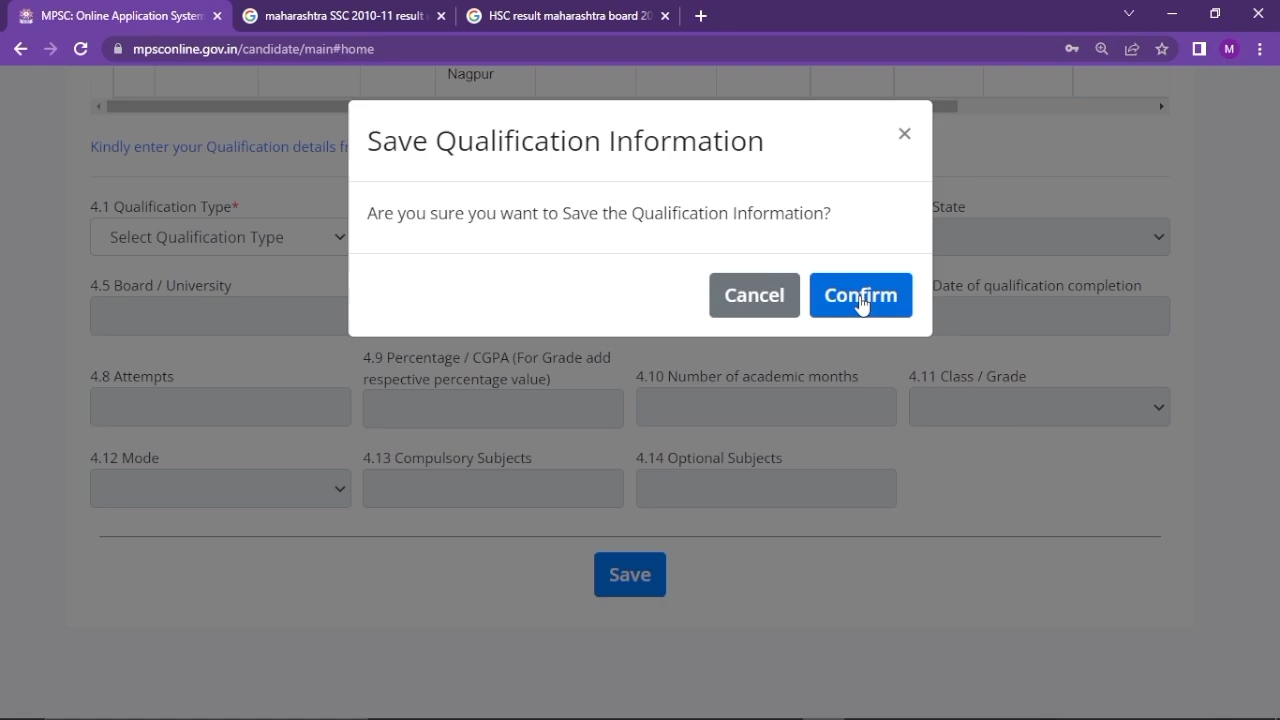 MPSC: Online Application System
maharashtra SSC 2010-11 result
HSC result maharashtra board 20
mpsconline.gov.in/candidate/main#home
M
Nagpur
Save Qualification Information
×
Kindly enter your Qualification details
Are you sure you want to Save the Qualification Information?
Cancel
Confirm
4.1 Qualification Type*
State
Select Qualification Type
4.5 Board / University
Date of qualification completion
4.8 Attempts
4.9 Percentage / CGPA (For Grade add
respective percentage value)
4.10 Number of academic months
4.11 Class / Grade
4.12 Mode
4.13 Compulsory Subjects
4.14 Optional Subjects
Save